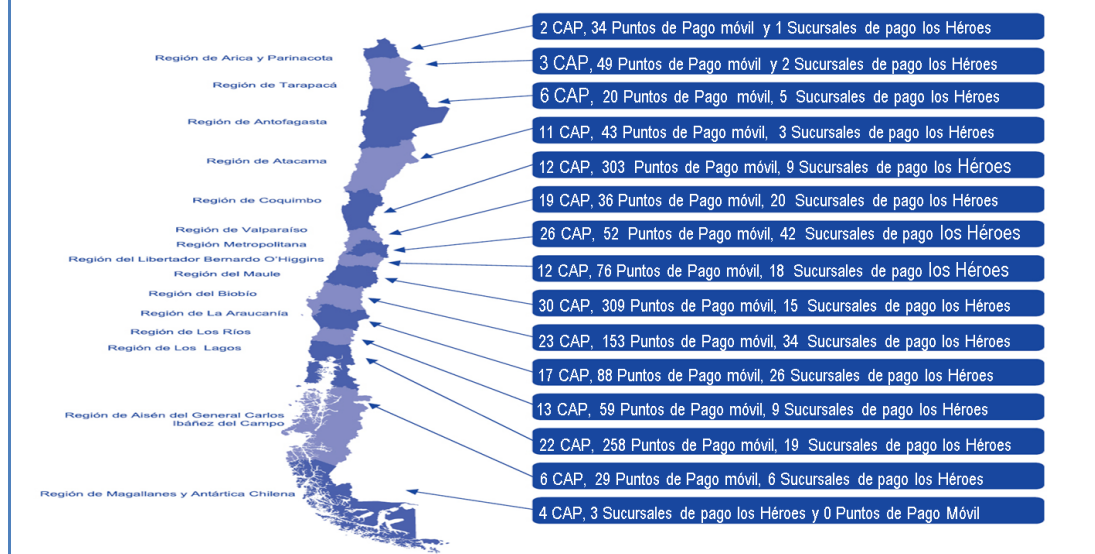 2 CAP, 34 Puntos de Pago móvil y 1 Sucursales de pago los Héroes
Región de Arica y Parinacota
3 CAP, 49 Puntos de Pago móvil y 2 Sucursales de pago los Héroes
Región de Tarapacá
6 CAP, 20 Puntos de Pago móvil, 5 Sucursales de pago los Héroes
Región de Antofagasta
11 CAP, 43 Puntos de Pago móvil, 3 Sucursales de pago los Héroes
Región de Atacama
12 CAP, 303 Puntos de Pago móvil, 9 Sucursales de pago los Héroes
Región de Coquimbo
19 CAP, 36 Puntos de Pago móvil, 20 Sucursales de pago los Héroes
Región de Valparaíso
26 CAP, 52 Puntos de Pago móvil, 42 Sucursales de pago los Héroes
Región Metropolitana
Región del Libertador Bernardo O'Higgins
12 CAP, 76 Puntos de Pago móvil, 18 Sucursales de pago los Héroes
Región del Maule
Región del Biobío
30 CAP, 309 Puntos de Pago móvil, 15 Sucursales de pago los Héroes
Región de La Araucanía
Región de Los Ríos
23 CAP, 153 Puntos de Pago móvil, 34 Sucursales de pago los Héroes
Región de Los Lagos
17 CAP, 88 Puntos de Pago móvil, 26 Sucursales de pago los Héroes
13 CAP, 59 Puntos de Pago móvil, 9 Sucursales de pago los Héroes
Región de Aisén del General Carlos
Ibáñez del Campo
22 CAP, 258 Puntos de Pago móvil, 19 Sucursales de pago los Héroes
6 CAP, 29 Puntos de Pago móvil, 6 Sucursales de pago los Héroes
Región de Magallanes y Antártica Chilena
4 CAP, 3 Sucursales de pago los Héroes y 0 Puntos de Pago Móvil